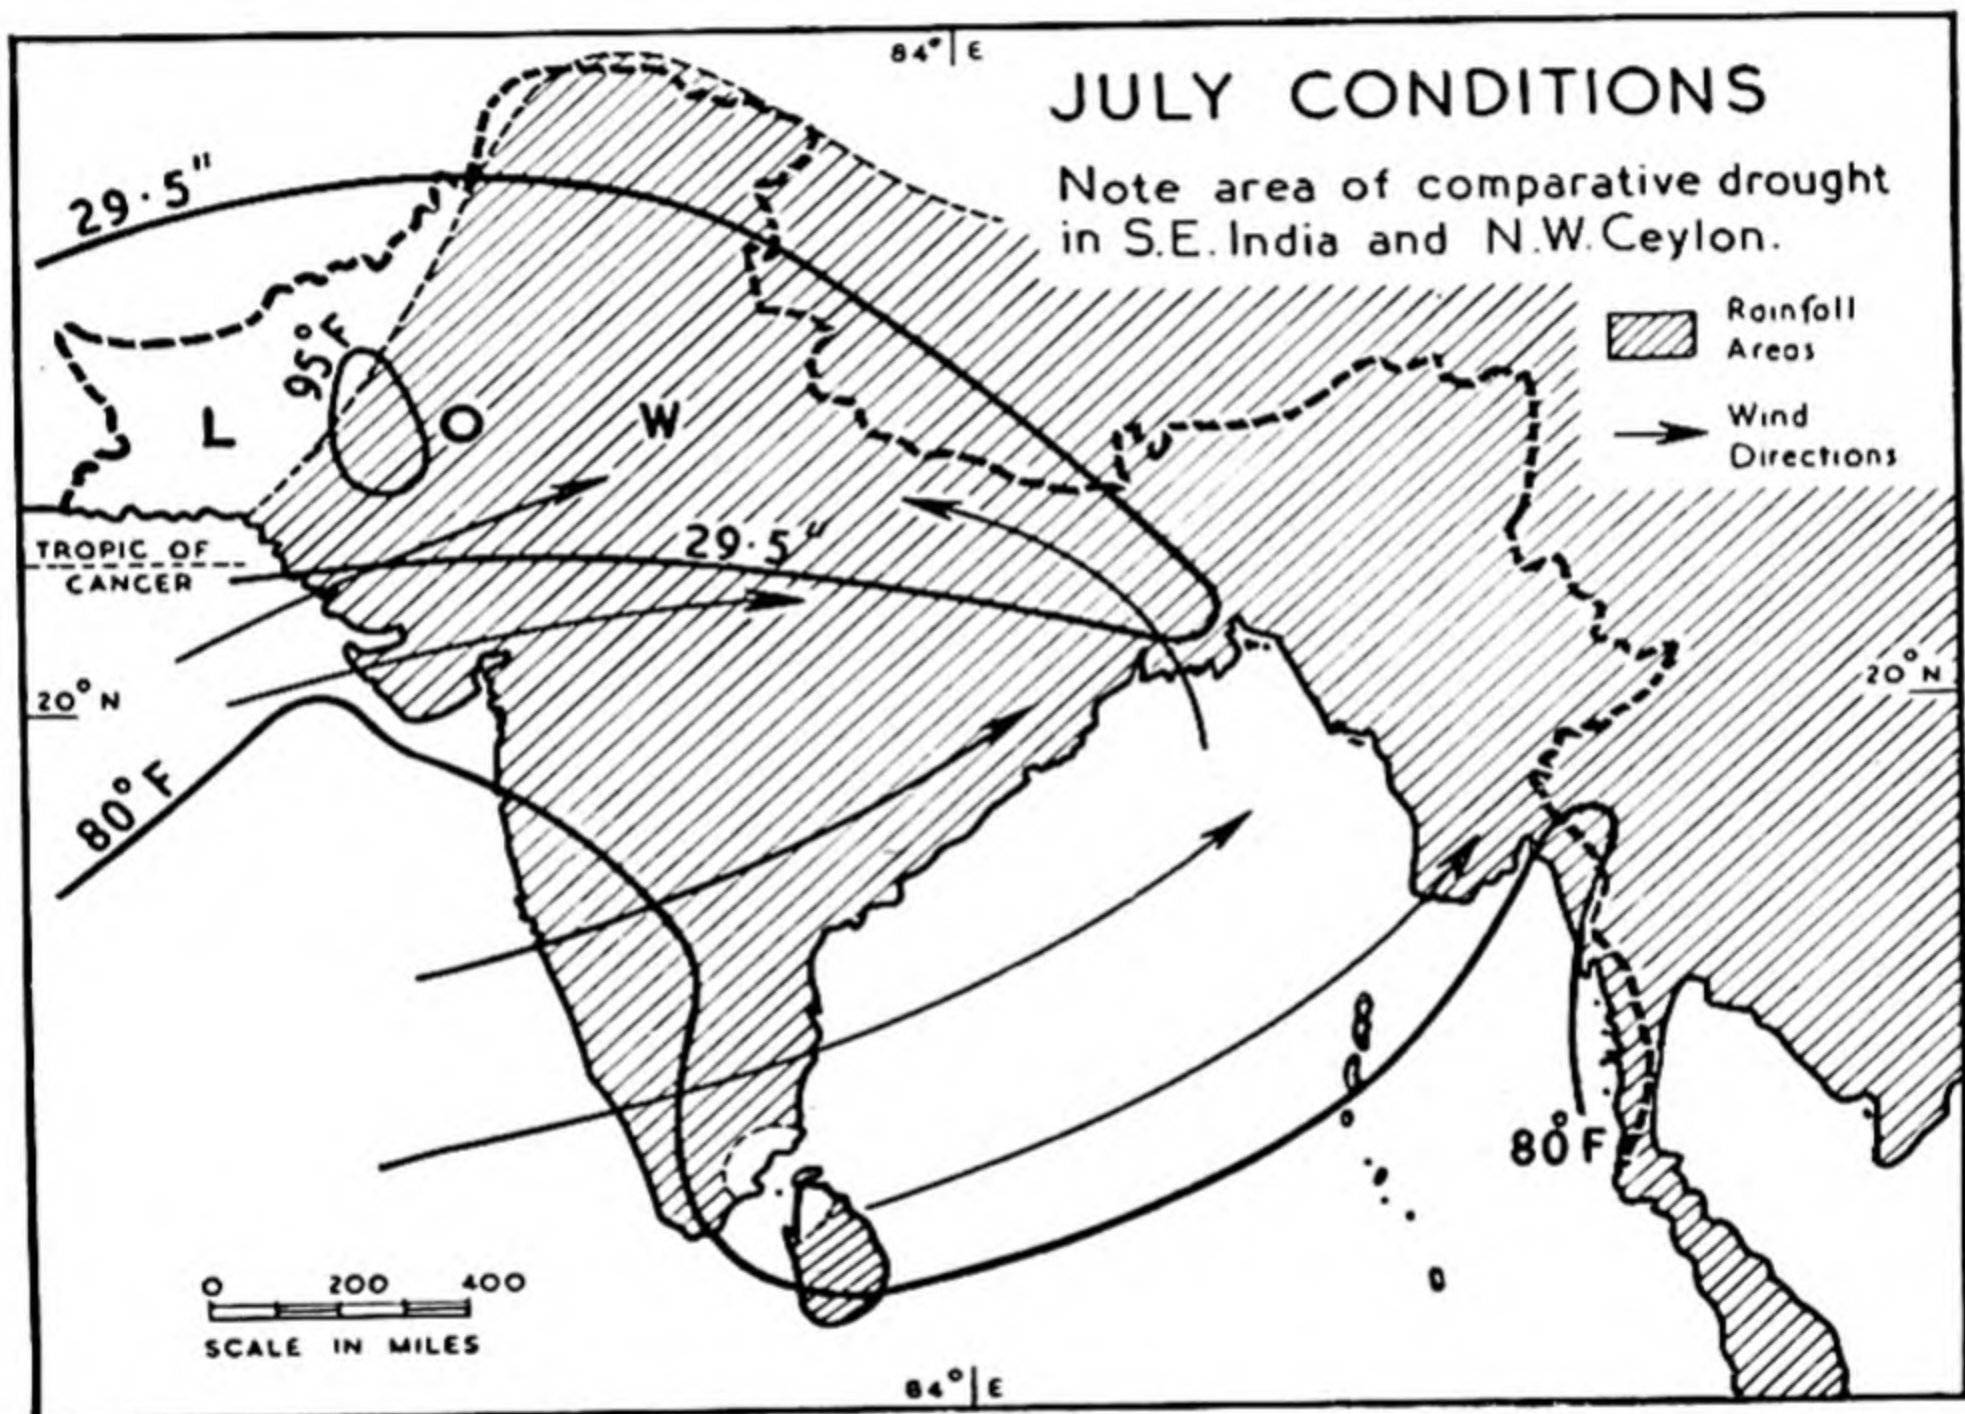 84° E
JULY CONDITIONS
Note area of comparative drought
in S.E. India and N.W. Ceylon.
29·5"
Rainfall
Areas
95°F
L O W
Wind
Directions
29·5"
TROPIC OF
CANCER
20° N
20° N
80°F
80°F
0 200 400
SCALE IN MILES
84° E